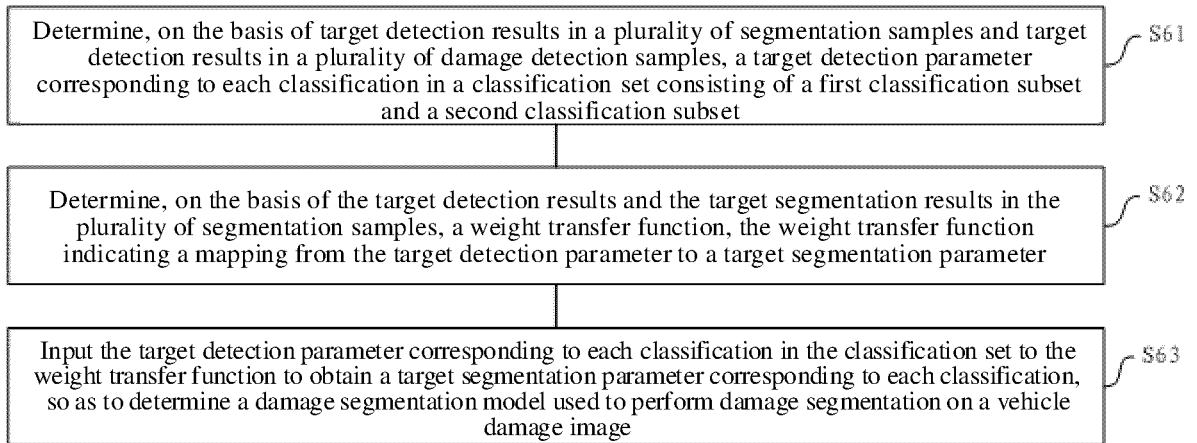 Determine, on the basis of target detection results in a plurality of segmentation samples and target
detection results in a plurality of damage detection samples, a target detection parameter
corresponding to each classification in a classification set consisting of a first classification subset
and a second classification subset
S61
Determine, on the basis of the target detection results and the target segmentation results in the
plurality of segmentation samples, a weight transfer function, the weight transfer function
indicating a mapping from the target detection parameter to a target segmentation parameter
S62
Input the target detection parameter corresponding to each classification in the classification set to the
weight transfer function to obtain a target segmentation parameter corresponding to each classification,
so as to determine a damage segmentation model used to perform damage segmentation on a vehicle
damage image
S63